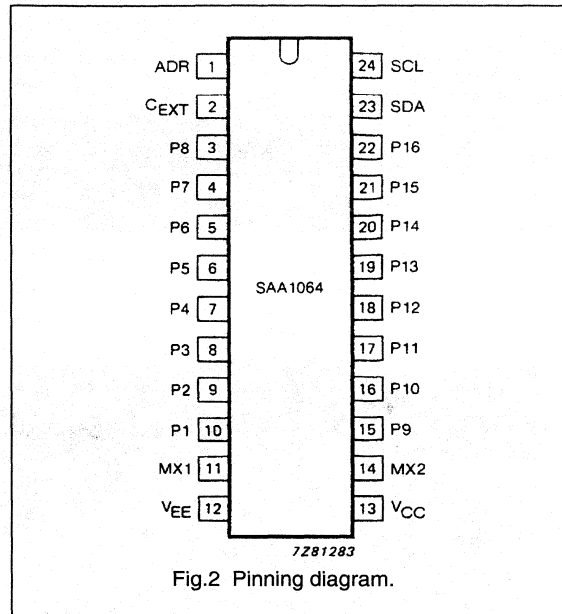 ADR 1 24 SCL
CEXT 2 23 SDA
P8 3 22 P16
P7 4 21 P15
P6 5 20 P14
P5 6 19 P13
SAA1064
P4 7 18 P12
P3 8 17 P11
P2 9 16 P10
P1 10 15 P9
MX1 11 14 MX2
VEE 12 13 VCC
7Z81283
Fig.2 Pinning diagram.